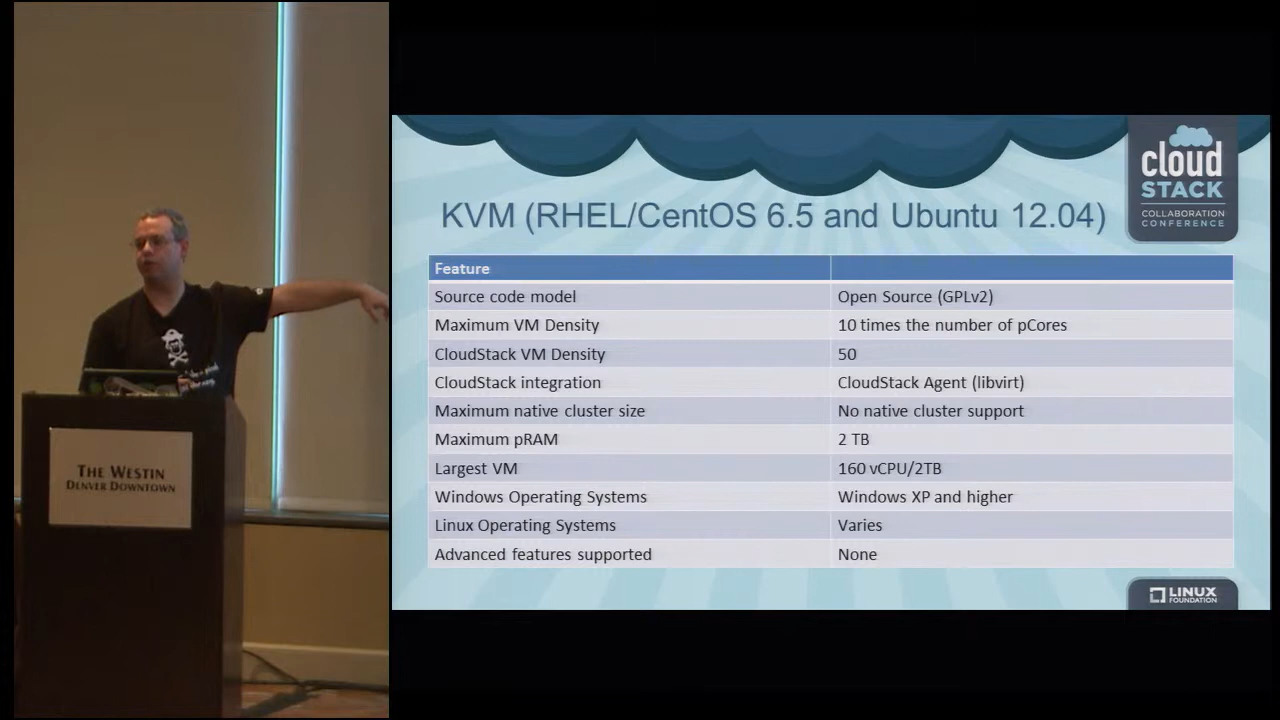 cloud
STACK
COLLABORATION
CONFERENCE
KVM (RHEL/CentOS 6.5 and Ubuntu 12.04)
Feature
Source code model Open Source (GPLv2)
Maximum VM Density 10 times the number of pCores
CloudStack VM Density 50
CloudStack integration CloudStack Agent (libvirt)
Maximum native cluster size No native cluster support
Maximum pRAM 2 TB
Largest VM 160 vCPU/2TB
Windows Operating Systems Windows XP and higher
Linux Operating Systems Varies
Advanced features supported None
LINUX
FOUNDATION
THE WESTIN
DENVER DOWNTOWN